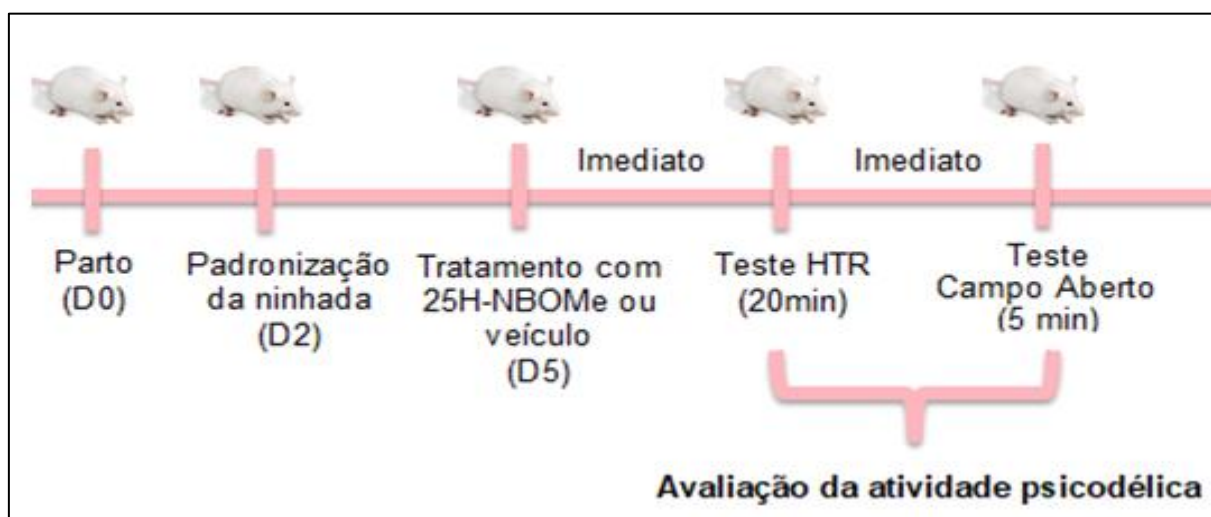 Imediato
Imediato
Parto
(D0)
Padronização
da ninhada
(D2)
Tratamento com
25H-NBOMe ou
veículo
(D5)
Teste HTR
(20min)
Teste
Campo Aberto
(5 min)
Avaliação da atividade psicodélica